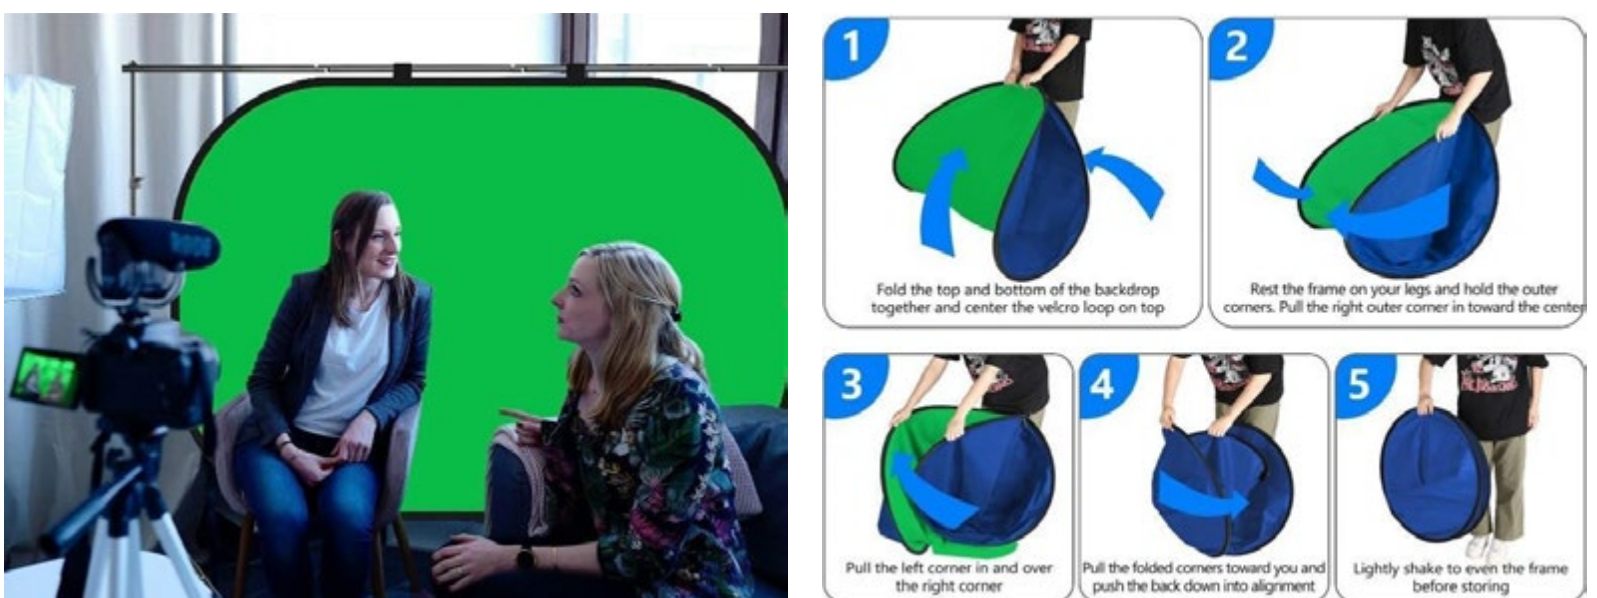 1
Fold the top and bottom of the backdrop
together and center the velcro loop on top
2
Rest the frame on your legs and hold the outer
corners. Pull the right outer corner in toward the center
3
Pull the left corner in and over
the right corner
4
Pull the folded corners toward you and
push the back down into alignment
5
Lightly shake to even the frame
before storing